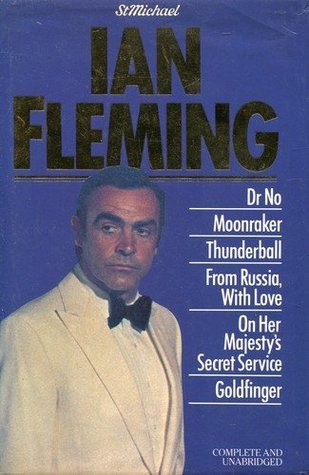 StMichael
IAN
FLEMING
Dr No
Moonraker
Thunderball
From Russia,
With Love
On Her
Majesty's
Secret Service
Goldfinger
COMPLETE AND
UNABRIDGED